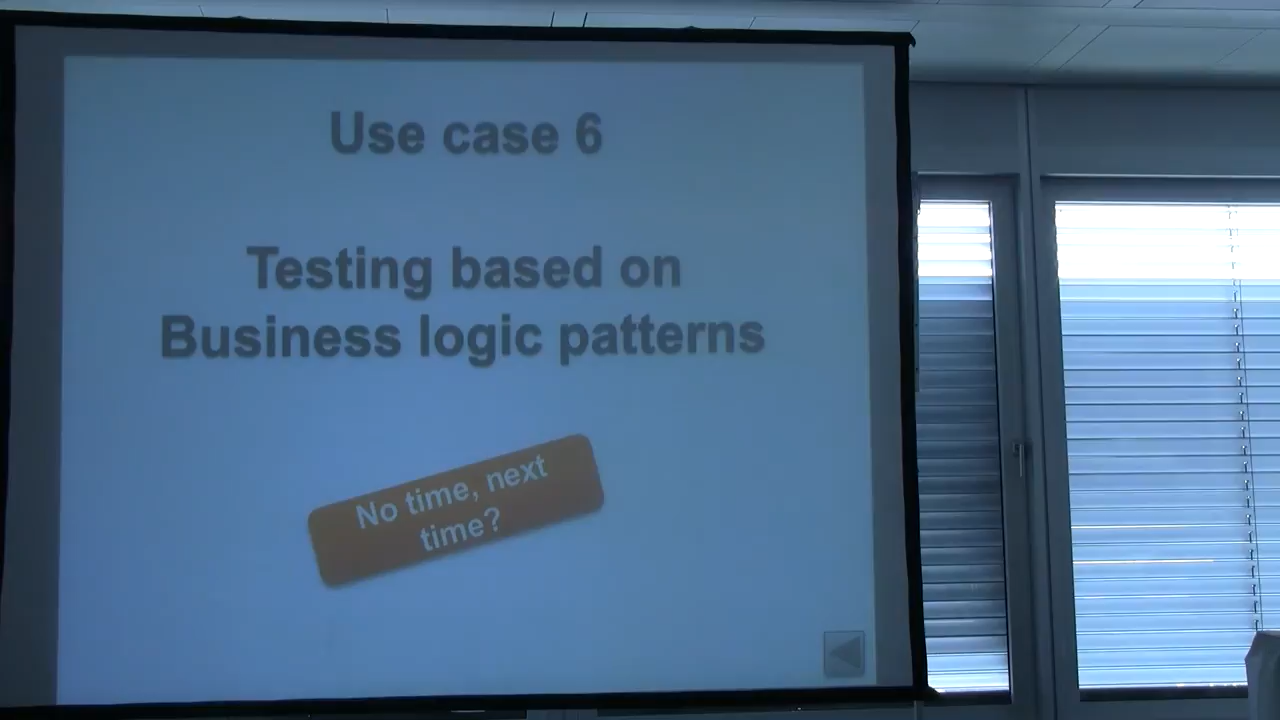 Use case 6
Testing based on
Business logic patterns
No time, next
time?